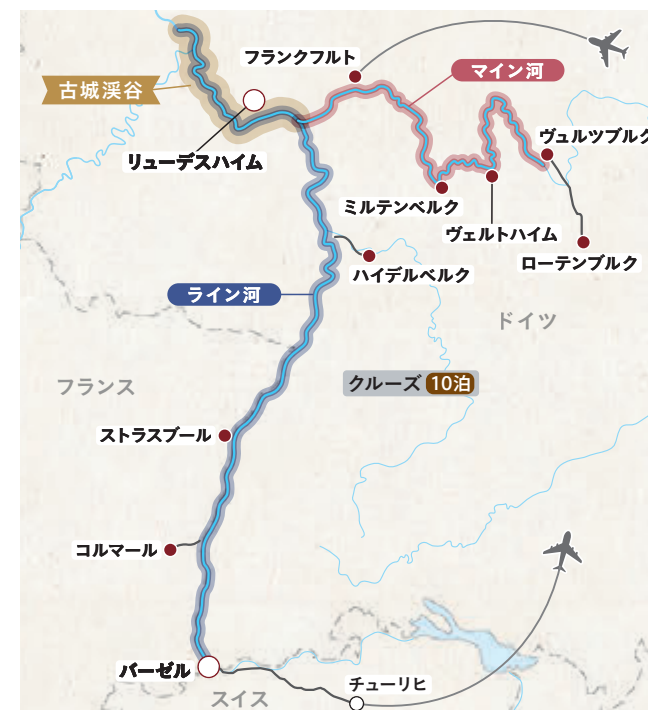 フランクフルト
マイン河
古城渓谷
ヴュルツブルク
リューデスハイム
ミルテンベルク
ヴェルトハイム
ローテンブルク
ハイデルベルク
ライン河
ドイツ
フランス
クルーズ 10泊
ストラスブール
コルマール
バーゼル
チューリヒ
スイス